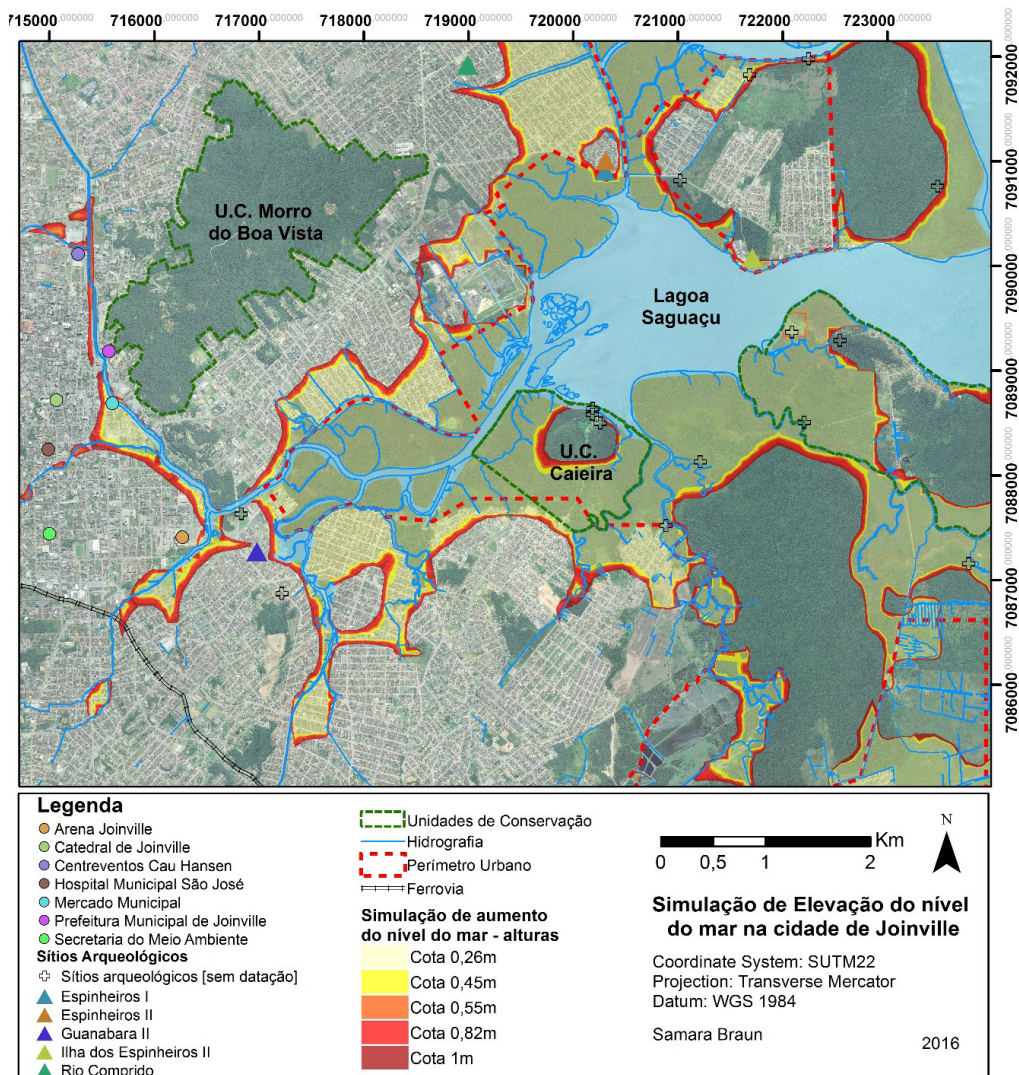 715000,000000 716000,000000 717000,000000 718000,000000 719000,000000 720000,000000 721000,000000 722000,000000 723000,000000
7092000,000000
7091000,000000
7090000,000000
7089000,000000
7088000,000000
7087000,000000
7086000,000000
U.C. Morro
do Boa Vista
Lagoa
Saguaçu
U.C.
Caieira
Legenda
Arena Joinville
Catedral de Joinville
Centreventos Cau Hansen
Hospital Municipal São José
Mercado Municipal
Prefeitura Municipal de Joinville
Secretaria do Meio Ambiente
Sítios Arqueológicos
Sítios arqueológicos [sem datação]
Espinheiros I
Espinheiros II
Guanabara II
Ilha dos Espinheiros II
Rio Comprido
Unidades de Conservação
Hidrografia
Perímetro Urbano
Ferrovia
Simulação de aumento
do nível do mar - alturas
Cota 0,26m
Cota 0,45m
Cota 0,55m
Cota 0,82m
Cota 1m
N
Km
0 0,5 1 2
Simulação de Elevação do nível
do mar na cidade de Joinville
Coordinate System: SUTM22
Projection: Transverse Mercator
Datum: WGS 1984
Samara Braun
2016